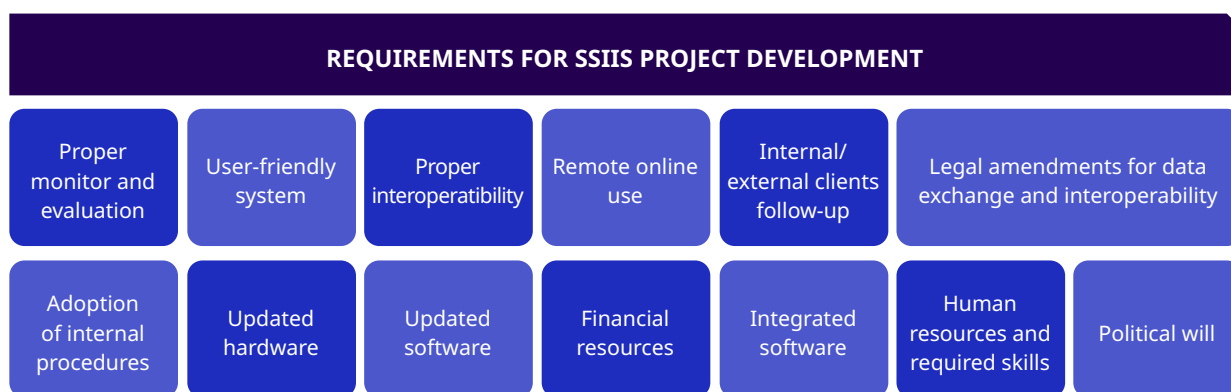 REQUIREMENTS FOR SSIIS PROJECT DEVELOPMENT
Proper
monitor and
evaluation
User-friendly
system
Proper
interoperatibility
Remote online
use
Internal/
external clients
follow-up
Legal amendments for data
exchange and interoperability
Adoption
of internal
procedures
Updated
hardware
Updated
software
Financial
resources
Integrated
software
Human
resources and
required skills
Political will